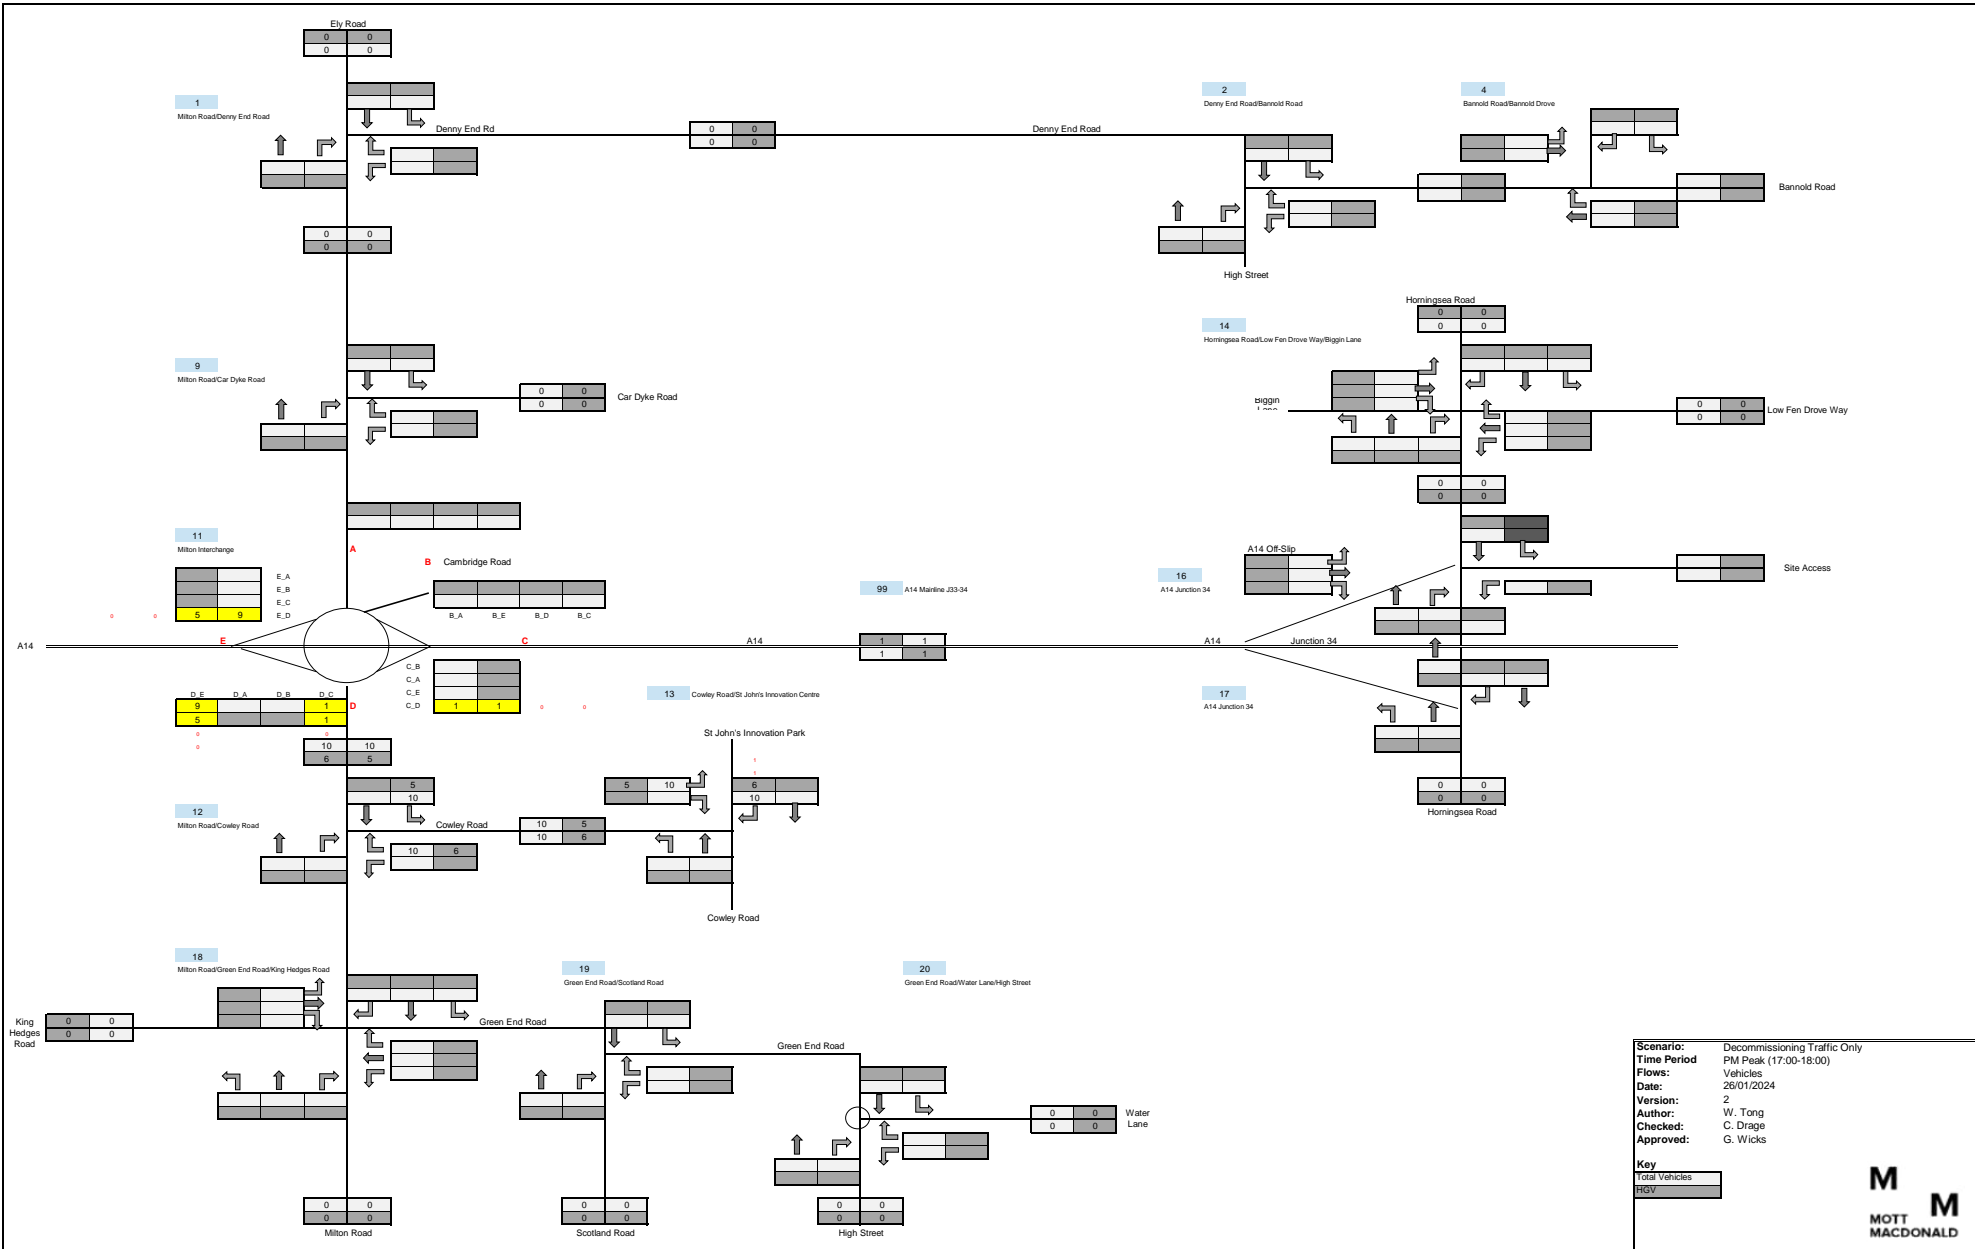 Ely Road
0 0
0 0
1
Milton Road/Denny End Road
Denny End Rd
0 0
0 0
Denny End Road
2
Denny End Road/Bannold Road
4
Bannold Road/Bannold Drove
Bannold Road
High Street
0 0
0 0
9
Milton Road/Car Dyke Road
0 0
0 0
Car Dyke Road
Horningsea Road
0 0
0 0
14
Horningsea Road/Low Fen Drove Way/Biggin Lane
Biggin
0 0
0 0
Low Fen Drove Way
0 0
0 0
11
Milton Interchange
A
B Cambridge Road
E_A
E_B
E_C
0 0 5 9 E_D
B_A B_E B_D B_C
99 A14 Mainline J33-34
A14 Off-Slip
16
A14 Junction 34
Site Access
A14 E C A14
1 1
1 1
A14 Junction 34
C_B
C_A
C_E
C_D 1 1 0 0
D_E D_A D_B D_C
9 1 D
5 1
0 0
0
10 10
6 5
13 Cowley Road/St John's Innovation Centre
17
A14 Junction 34
St John's Innovation Park
1
1
5
10
5 10
6
10
12
Milton Road/Cowley Road
Cowley Road
10 5
10 6
10 6
0 0
0 0
Horningsea Road
Cowley Road
18
Milton Road/Green End Road/King Hedges Road
19
Green End Road/Scotland Road
20
Green End Road/Water Lane/High Street
King
Hedges
Road
0 0
0 0
Green End Road
Green End Road
0 0
0 0
Water
Lane
0 0
0 0
Milton Road
0 0
0 0
Scotland Road
0 0
0 0
High Street
Scenario: Decommissioning Traffic Only
Time Period PM Peak (17:00-18:00)
Flows: Vehicles
Date: 26/01/2024
Version: 2
Author: W. Tong
Checked: C. Drage
Approved: G. Wicks
Key
Total Vehicles
HGV
M
M
MOTT
MACDONALD